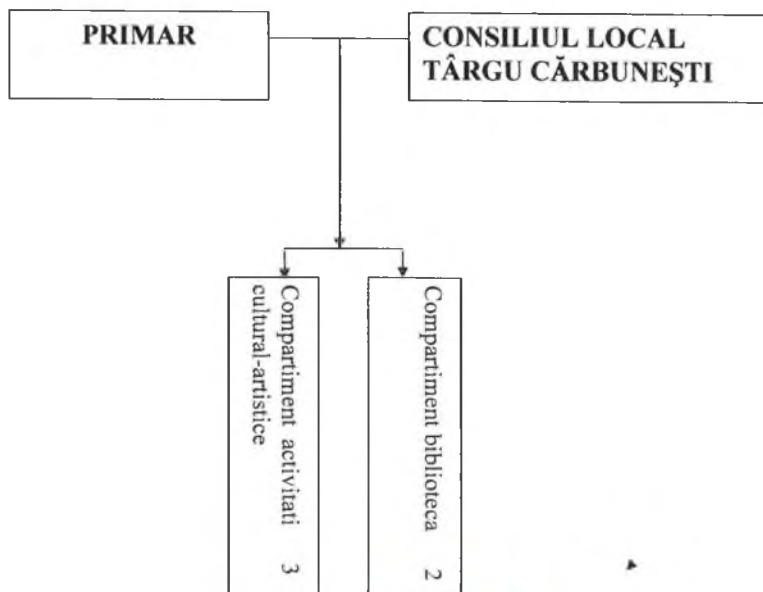 PRIMAR
CONSILIUL LOCAL
TÂRGU CĂRBUNEŞTI
Compartiment activitati 3
cultural-artistice
Compartiment biblioteca 2